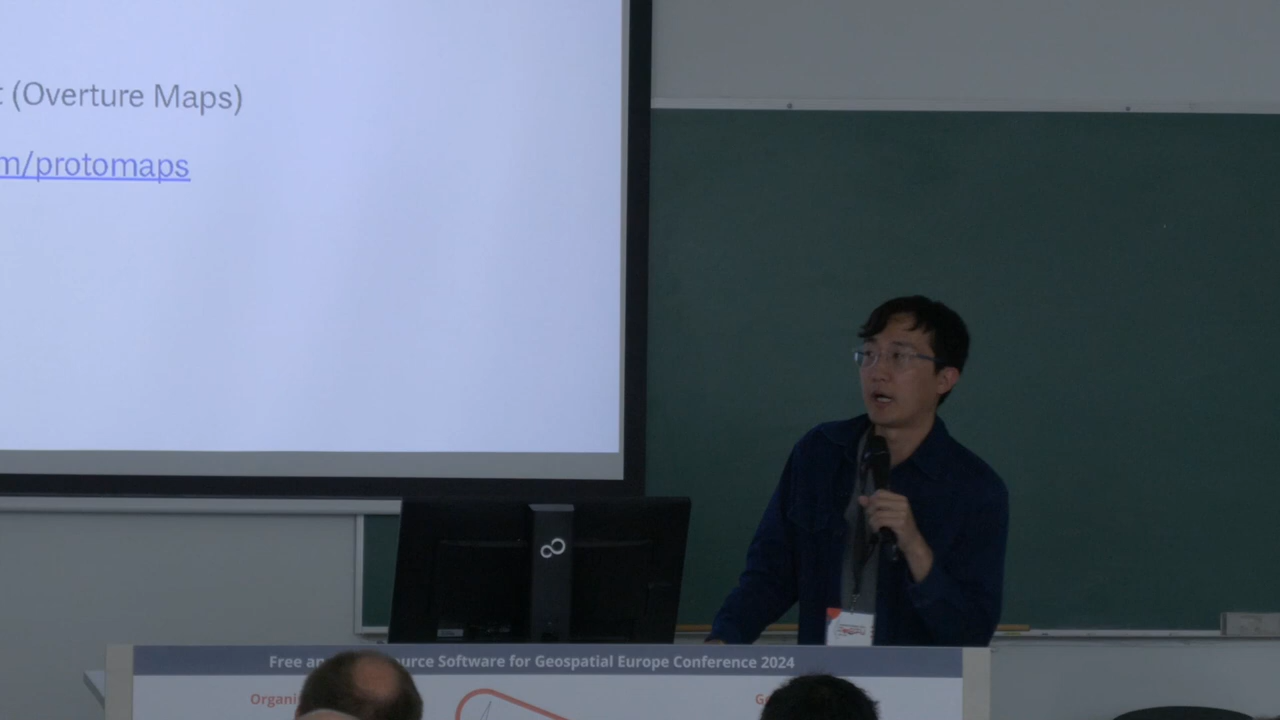 (Overture Maps)
m/protomaps
Free an urce Software for Geospatial Europe Conference 2024
Organi G